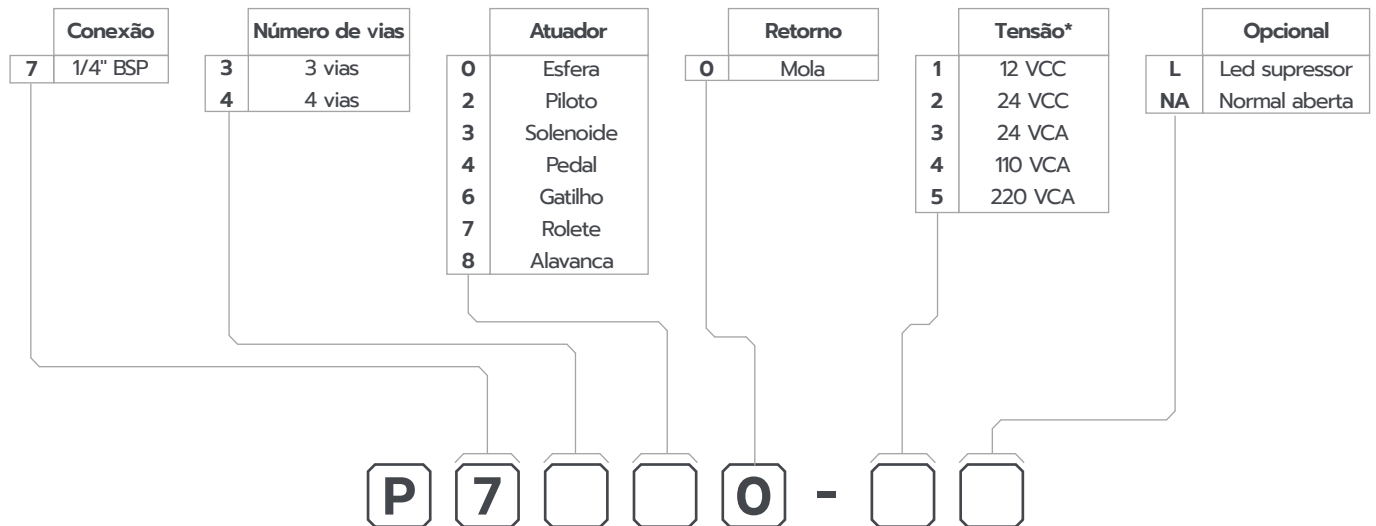 Conexão Número de vias Atuador Retorno Tensão* Opcional
7 1/4" BSP 3 3 vias 0 Esfera 0 Mola 1 12 VCC L Led supressor
4 4 vias 2 Piloto 2 24 VCC NA Normal aberta
3 Solenoide 3 24 VCA
4 Pedal 4 110 VCA
6 Gatilho 5 220 VCA
7 Rolete
8 Alavanca
P 7 0 -